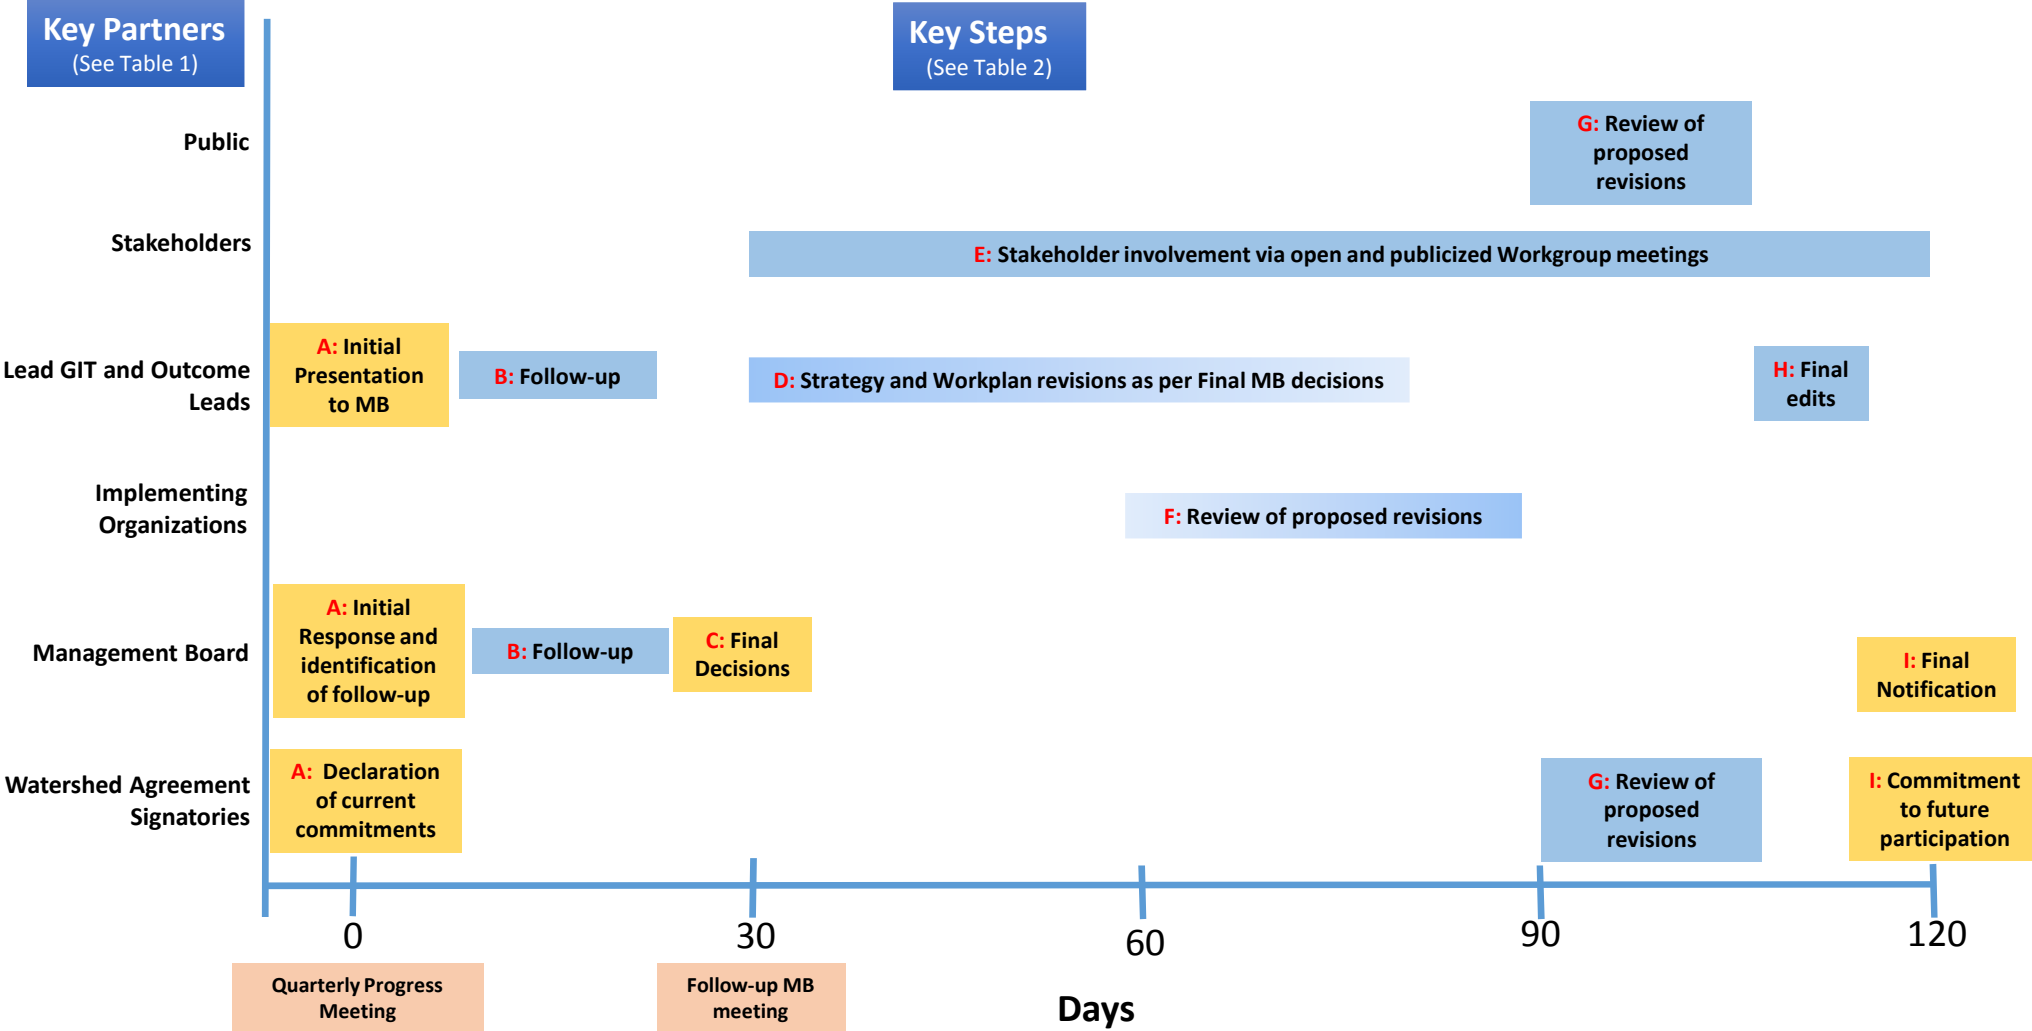 Key Partners
(See Table 1)
Key Steps
(See Table 2)
Public
G: Review of
proposed
revisions
Stakeholders
E: Stakeholder involvement via open and publicized Workgroup meetings
Lead GIT and Outcome
Leads
A: Initial
Presentation
to MB
B: Follow-up
D: Strategy and Workplan revisions as per Final MB decisions
H: Final
edits
Implementing
Organizations
F: Review of proposed revisions
Management Board
A: Initial
Response and
identification
of follow-up
B: Follow-up
C: Final
Decisions
I: Final
Notification
Watershed Agreement
Signatories
A: Declaration
of current
commitments
G: Review of
proposed
revisions
I: Commitment
to future
participation
0
30
60
90
120
Quarterly Progress
Meeting
Follow-up MB
meeting
Days